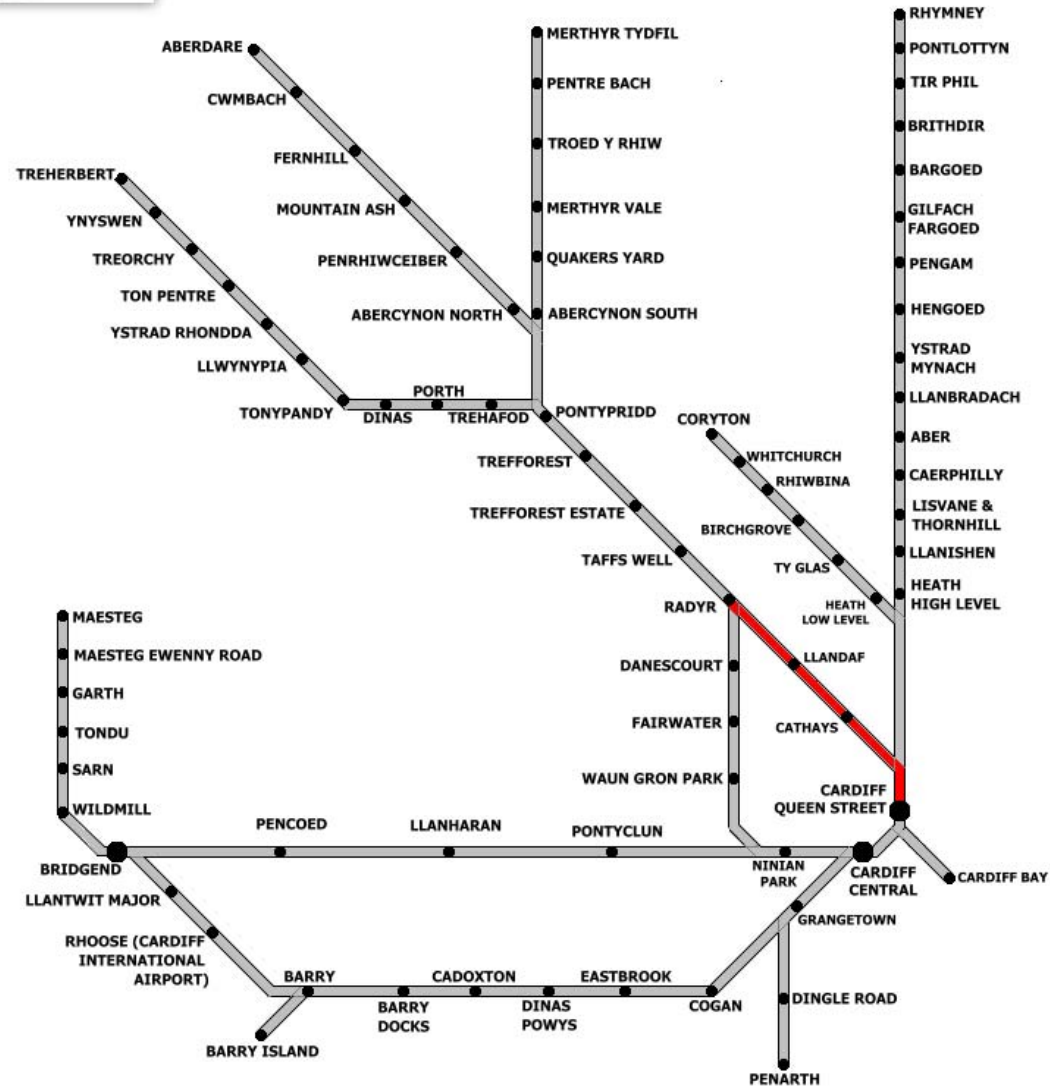 RHYMNEY
PONTLOTTYN
TIR PHIL
BRITHDIR
BARGOED
GILFACH
FARGOED
PENGAM
HENGOED
YSTRAD
MYNACH
LLANBRADACH
ABER
CAERPHILLY
LISVANE &
THORNHILL
LLANISHEN
HEATH
HIGH LEVEL
MERTHYR TYDFIL
PENTRE BACH
TROED Y RHIW
MERTHYR VALE
QUAKERS YARD
ABERCYNON SOUTH
ABERDARE
CWMBACH
FERNHILL
MOUNTAIN ASH
PENRHIWCEIBER
ABERCYNON NORTH
TREHERBERT
YNYSWEN
TREORCHY
TON PENTRE
YSTRAD RHONDDA
LLWYNYPIA
TONYPANDY
DINAS
PORTH
TREHAFOD
PONTYPRIDD
TREFFOREST
TREFFOREST ESTATE
TAFFS WELL
RADYR
CORYTON
WHITCHURCH
RHIWBINA
BIRCHGROVE
TY GLAS
HEATH
LOW LEVEL
LLANDAF
CATHAYS
DANESCOURT
FAIRWATER
WAUN GRON PARK
CARDIFF
QUEEN STREET
MAESTEG
MAESTEG EWENNY ROAD
GARTH
TONDU
SARN
WILDMILL
BRIDGEND
PENCOED
LLANHARAN
PONTYCLUN
NINIAN
PARK
CARDIFF
CENTRAL
CARDIFF BAY
LLANTWIT MAJOR
RHOOSE (CARDIFF
INTERNATIONAL
AIRPORT)
BARRY
BARRY ISLAND
BARRY
DOCKS
CADOXTON
DINAS
POWYS
EASTBROOK
COGAN
GRANGETOWN
DINGLE ROAD
PENARTH